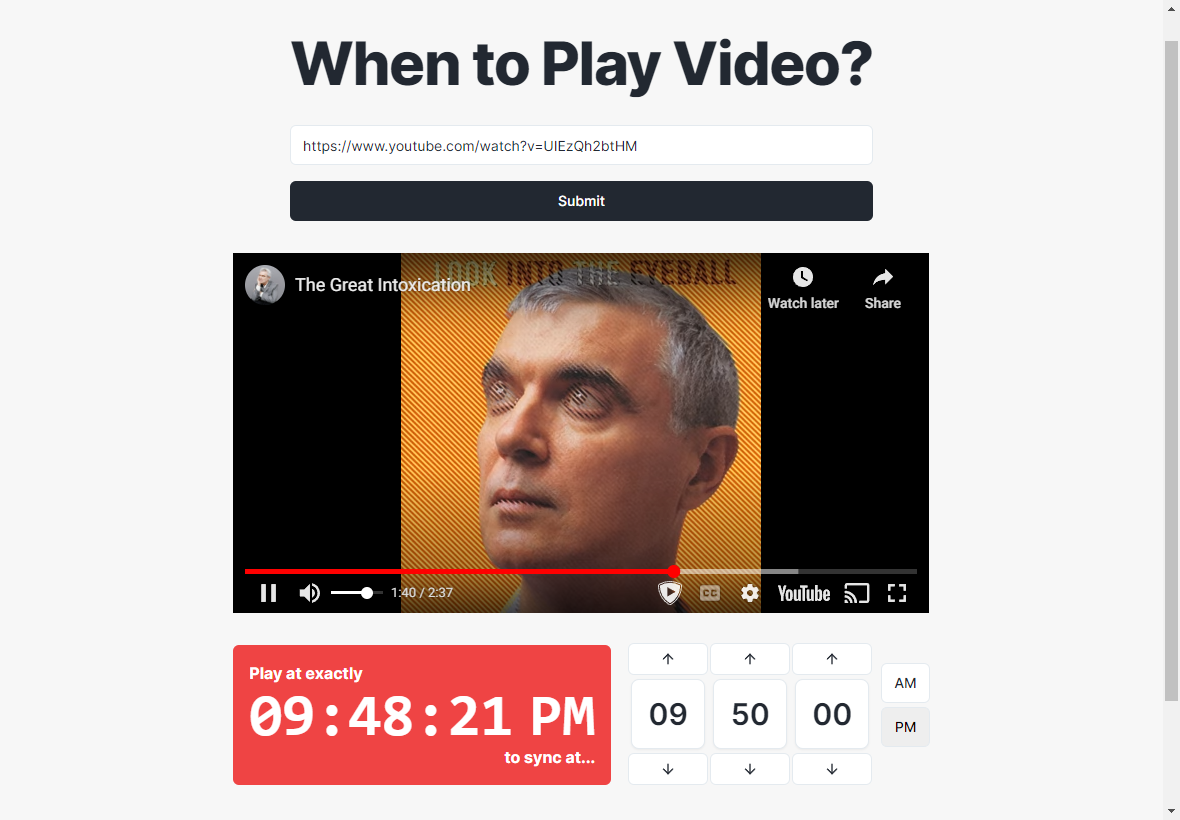 When to Play Video?
https://www.youtube.com/watch?v=UIEzQh2btHM
Submit
LOOK INTO THE EYEBALL
The Great Intoxication
Watch later
Share
1:40 / 2:37
CC
YouTube
Play at exactly
09:48:21 PM
to sync at...
09 50 00
AM
PM